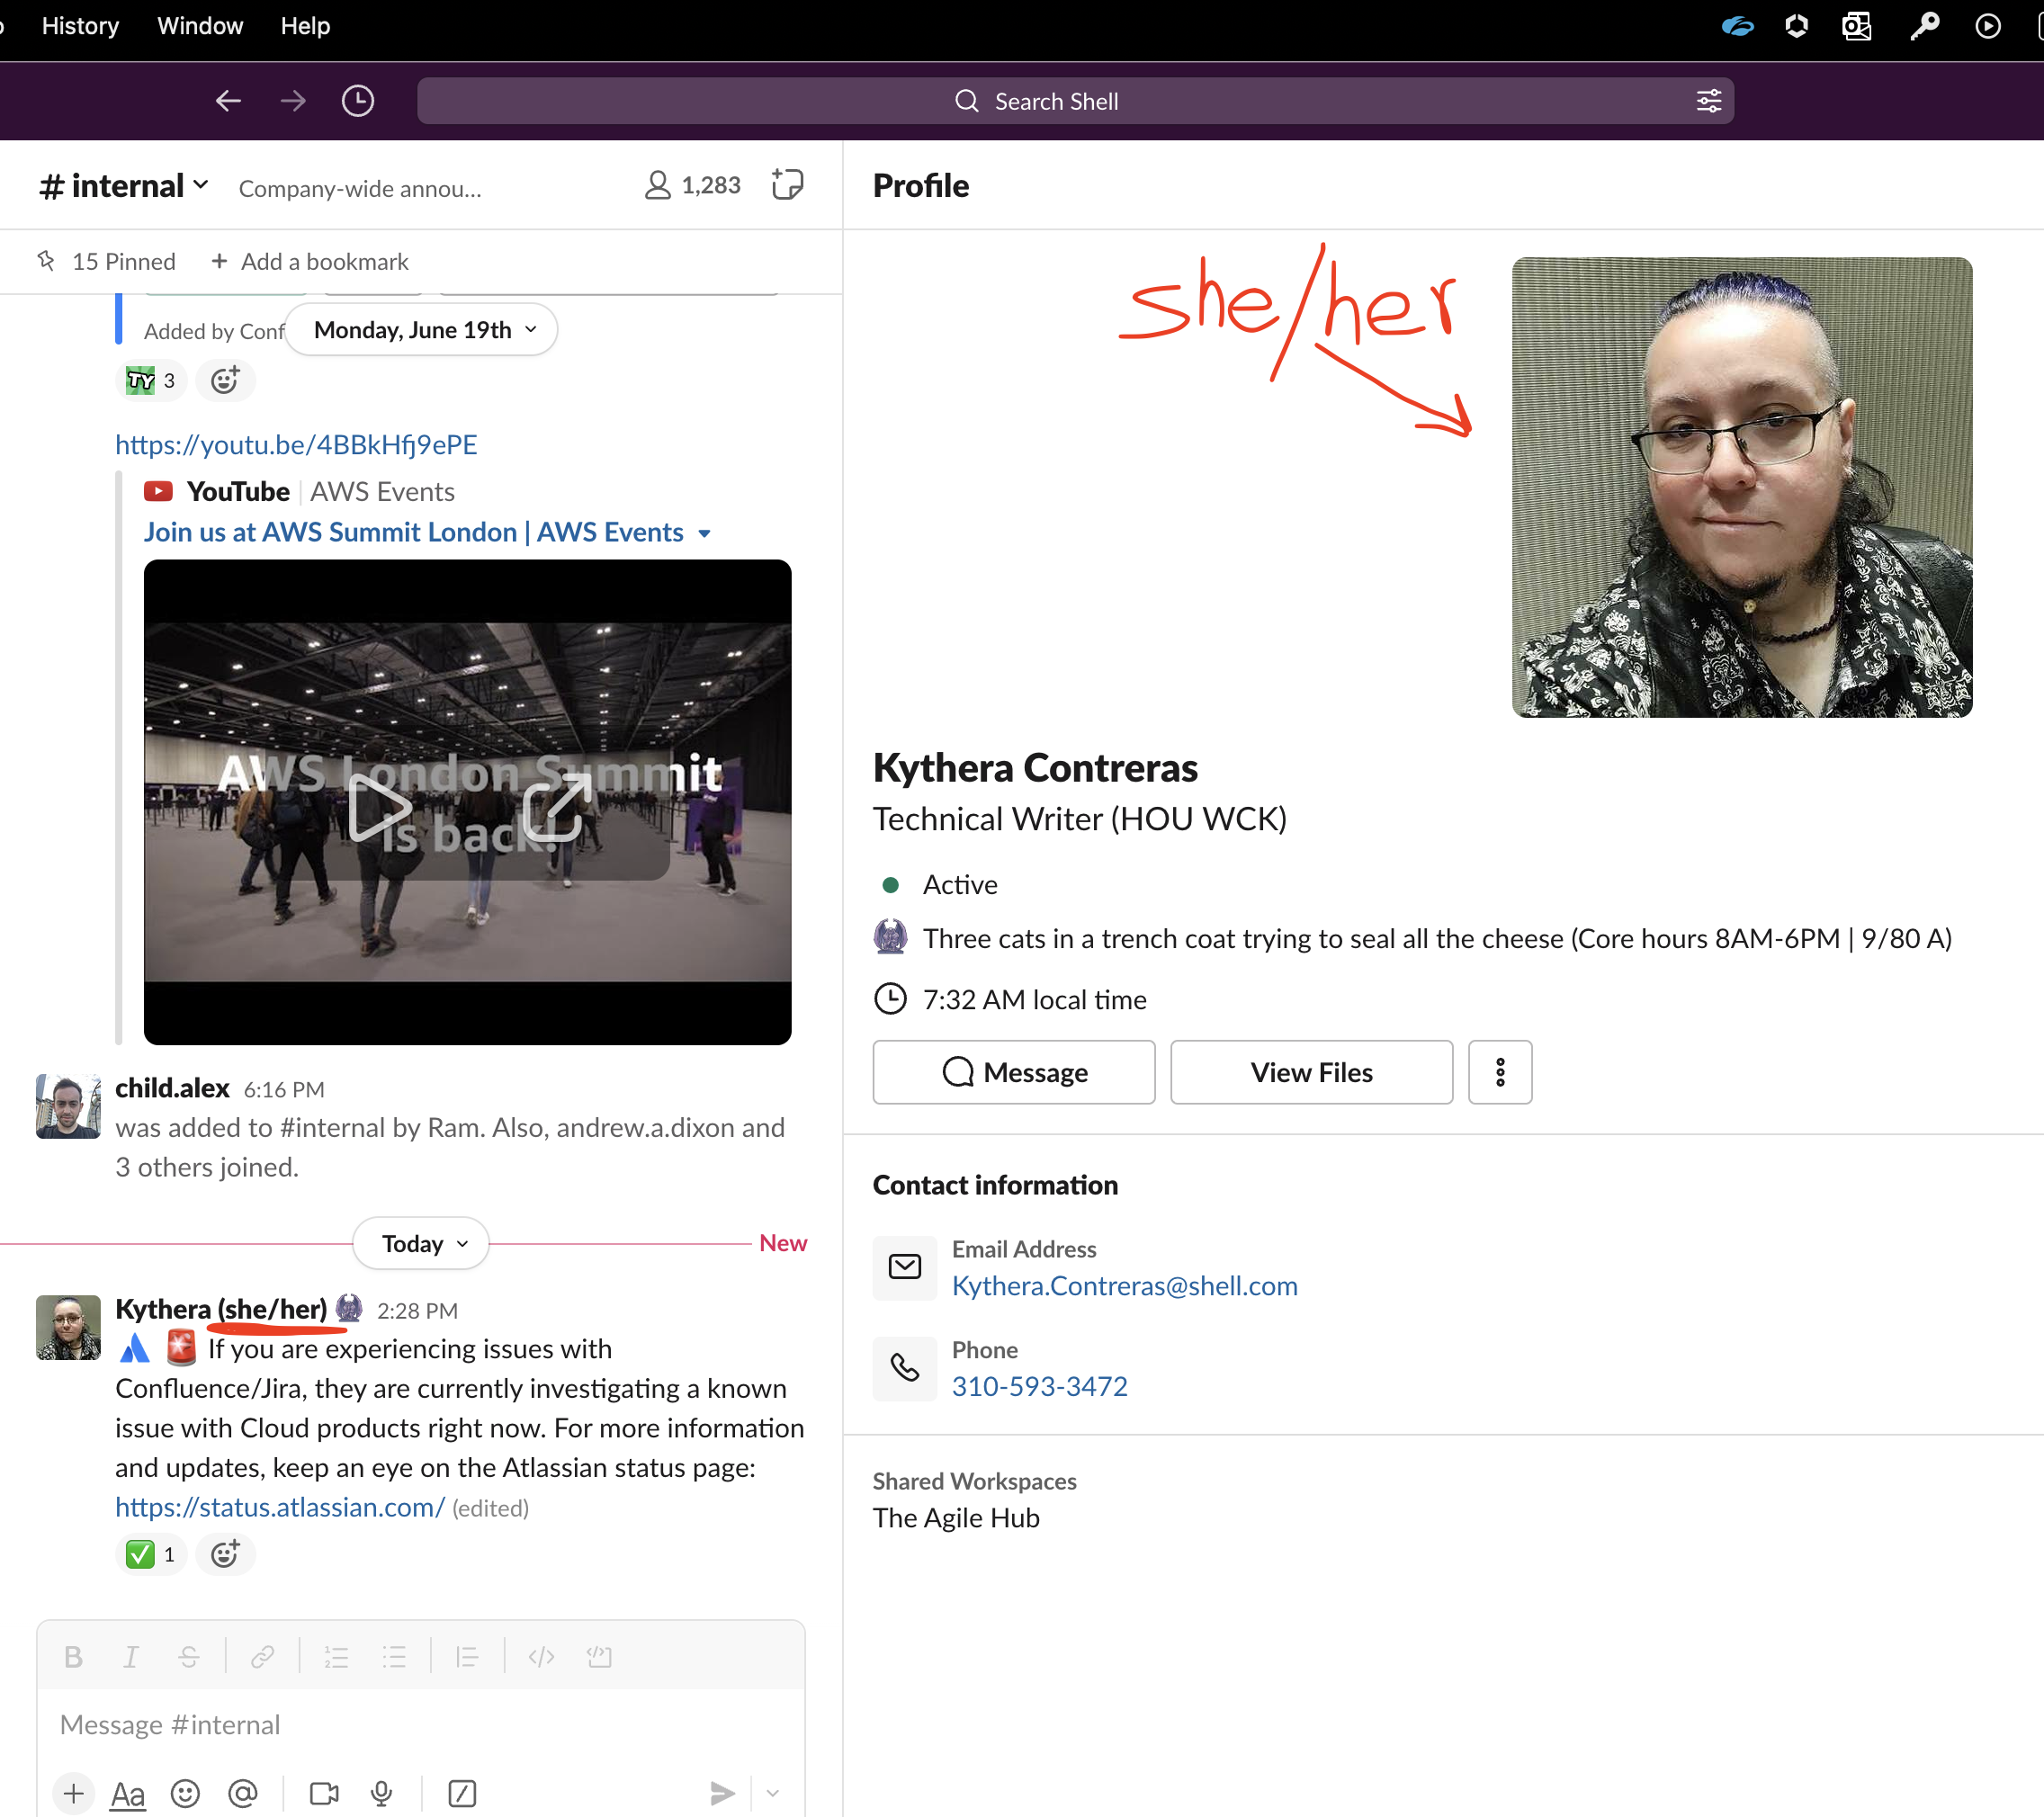 History Window Help
Search Shell
# internal Company-wide annou... 1,283
15 Pinned + Add a bookmark
Added by Conf
Monday, June 19th
TY 3
https://youtu.be/4BBkHfj9ePE
YouTube | AWS Events
Join us at AWS Summit London | AWS Events
AWS London Summit
is back!
child.alex 6:16 PM
was added to #internal by Ram. Also, andrew.a.dixon and
3 others joined.
Today
New
Kythera (she/her) 2:28 PM
If you are experiencing issues with
Confluence/Jira, they are currently investigating a known
issue with Cloud products right now. For more information
and updates, keep an eye on the Atlassian status page:
https://status.atlassian.com/ (edited)
1
B I S
Message #internal
+ Aa @
Profile
she/her
Kythera Contreras
Technical Writer (HOU WCK)
Active
Three cats in a trench coat trying to seal all the cheese (Core hours 8AM-6PM | 9/80 A)
7:32 AM local time
Message
View Files
Contact information
Email Address
Kythera.Contreras@shell.com
Phone
310-593-3472
Shared Workspaces
The Agile Hub